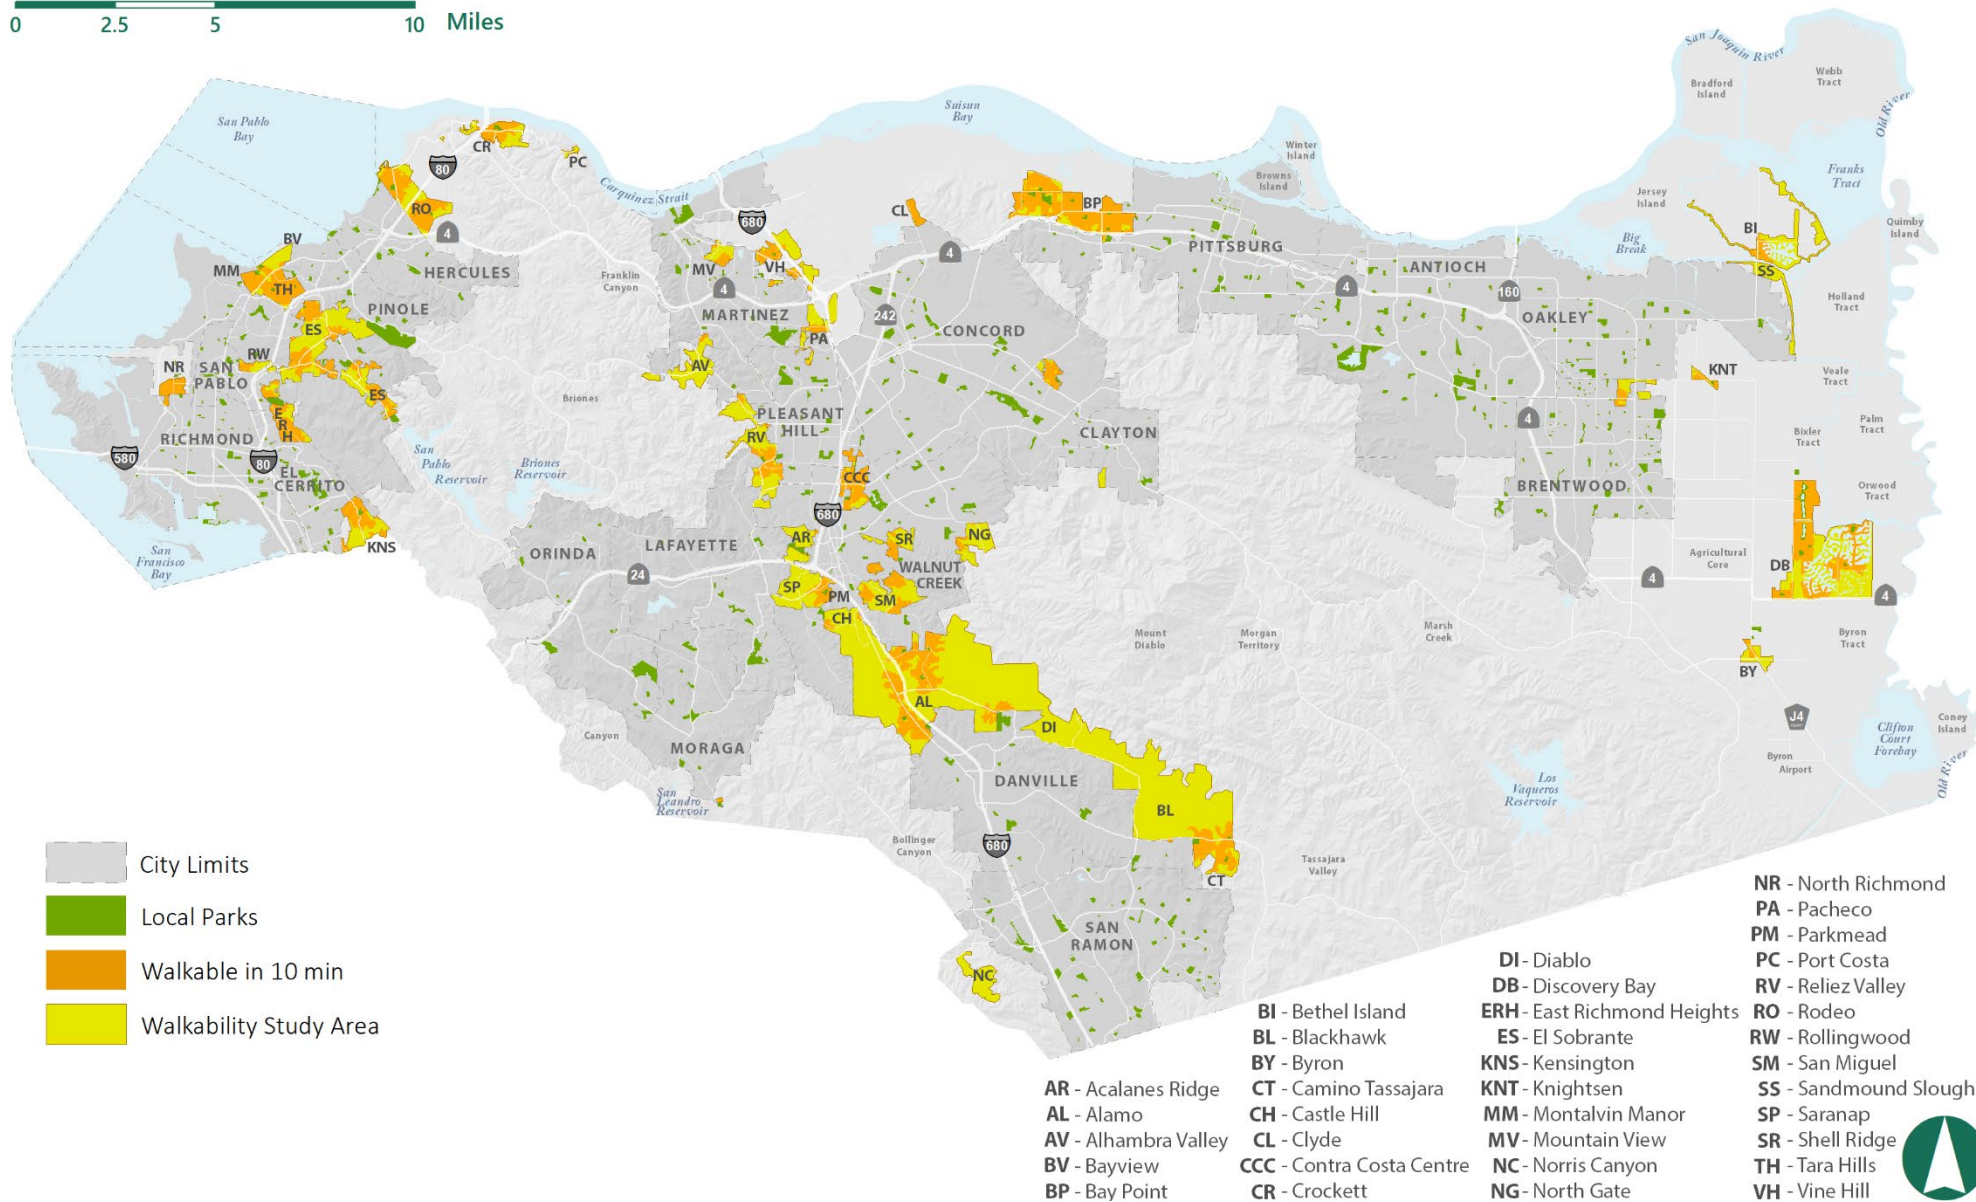 0 2.5 5 10 Miles
San Joaquin River
Webb
Tract
Bradford
Island
Old River
Suisun
Bay
San Pablo
Bay
CR
PC
80
Winter
Island
Browns
Island
Franks
Tract
Carquinez Strait
Jersey
Island
RO
CL
BP
680
4
BI
Quimby
Island
BV
MM
TH
HERCULES
Franklin
Canyon
MV
VH
4
4
PITTSBURG
ANTIOCH
Big
Break
SS
PINOLE
ES
MARTINEZ
242
CONCORD
4
160
OAKLEY
Holland
Tract
PA
NR
RW
SAN
PABLO
AV
KNT
Veale
Tract
ES
Briones
E
R
H
RICHMOND
PLEASANT
HILL
RV
CLAYTON
4
Bixler
Tract
Palm
Tract
580
80
EL
CERRITO
San
Pablo
Reservoir
Briones
Reservoir
CCC
BRENTWOOD
Orwood
Tract
680
San
Francisco
Bay
KNS
ORINDA
LAFAYETTE
AR
SR
NG
WALNUT
CREEK
24
SP
PM
SM
CH
Agricultural
Core
DB
4
4
Mount
Diablo
Morgan
Territory
Marsh
Creek
Byron
Tract
BY
AL
DI
Canyon
MORAGA
J4
Clifton
Court
Forebay
Coney
Island
Byron
Airport
Old River
DANVILLE
Los
Vaqueros
Reservoir
San
Leandro
Reservoir
BL
Bollinger
Canyon
680
Tassajara
Valley
CT
SAN
RAMON
NC
City Limits
Local Parks
Walkable in 10 min
Walkability Study Area
AR - Acalanes Ridge
AL - Alamo
AV - Alhambra Valley
BV - Bayview
BP - Bay Point
BI - Bethel Island
BL - Blackhawk
BY - Byron
CT - Camino Tassajara
CH - Castle Hill
CL - Clyde
CCC - Contra Costa Centre
CR - Crockett
DI - Diablo
DB - Discovery Bay
ERH - East Richmond Heights
ES - El Sobrante
KNS - Kensington
KNT - Knightsen
MM - Montalvin Manor
MV - Mountain View
NC - Norris Canyon
NG - North Gate
NR - North Richmond
PA - Pacheco
PM - Parkmead
PC - Port Costa
RV - Reliez Valley
RO - Rodeo
RW - Rollingwood
SM - San Miguel
SS - Sandmound Slough
SP - Saranap
SR - Shell Ridge
TH - Tara Hills
VH - Vine Hill